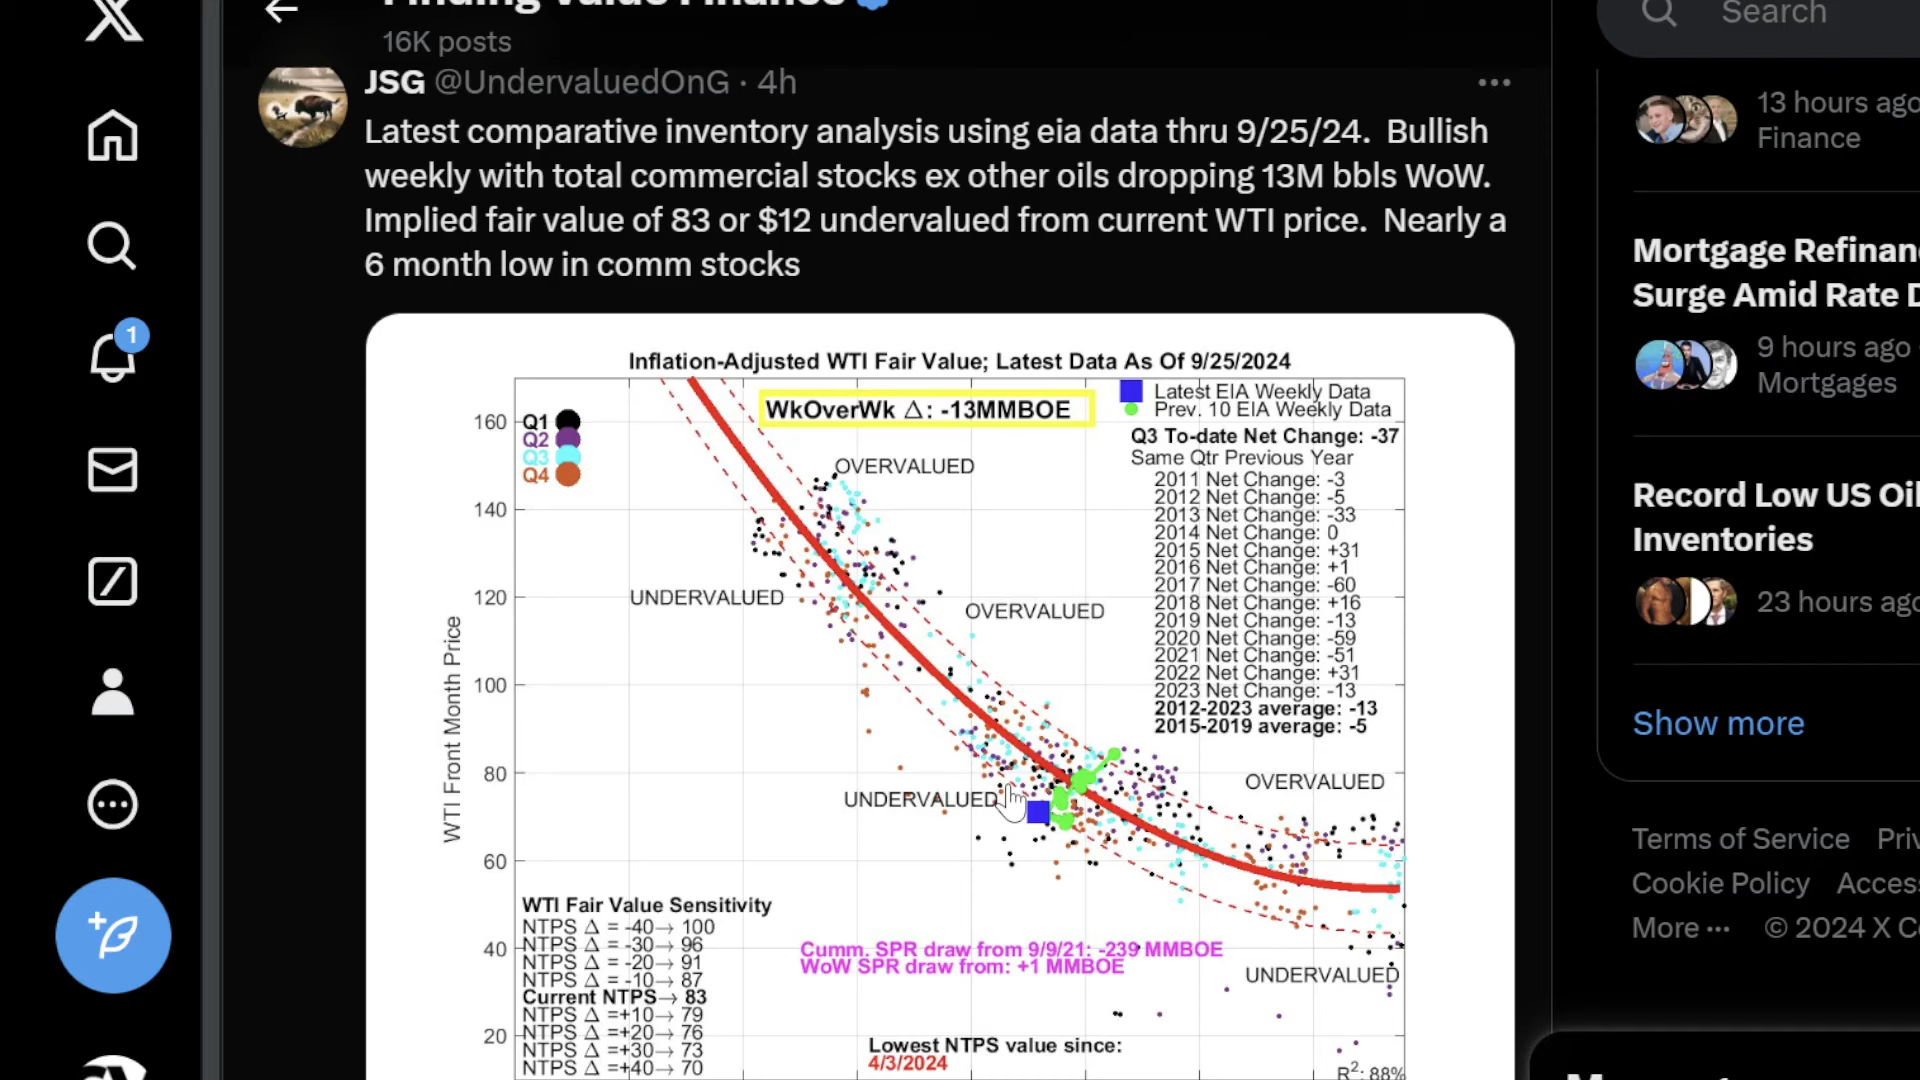 Finding Value Finance
16K posts
JSG @UndervaluedOnG · 4h
Latest comparative inventory analysis using eia data thru 9/25/24. Bullish
weekly with total commercial stocks ex other oils dropping 13M bbls WoW.
Implied fair value of 83 or $12 undervalued from current WTI price. Nearly a
6 month low in comm stocks
Inflation-Adjusted WTI Fair Value; Latest Data As Of 9/25/2024
WkOverWk Δ: -13MMBOE
Latest EIA Weekly Data
Prev. 10 EIA Weekly Data
Q1
Q2
Q3
Q4
Q3 To-date Net Change: -37
Same Qtr Previous Year
2011 Net Change: -3
2012 Net Change: -5
2013 Net Change: -33
2014 Net Change: 0
2015 Net Change: +31
2016 Net Change: +1
2017 Net Change: -60
2018 Net Change: +16
2019 Net Change: -13
2020 Net Change: -59
2021 Net Change: -51
2022 Net Change: +31
2023 Net Change: -13
2012-2023 average: -13
2015-2019 average: -5
OVERVALUED
UNDERVALUED
OVERVALUED
OVERVALUED
UNDERVALUED
UNDERVALUED
WTI Front Month Price
160
140
120
100
80
60
40
20
WTI Fair Value Sensitivity
NTPS Δ = -40→ 100
NTPS Δ = -30→ 96
NTPS Δ = -20→ 91
NTPS Δ = -10→ 87
Current NTPS→ 83
NTPS Δ =+10→ 79
NTPS Δ =+20→ 76
NTPS Δ =+30→ 73
NTPS Δ =+40→ 70
Cumm. SPR draw from 9/9/21: -239 MMBOE
WoW SPR draw from: +1 MMBOE
Lowest NTPS value since:
4/3/2024
R²: 88%
1
Search
13 hours ago
Finance
Mortgage Refinan
Surge Amid Rate D
9 hours ago ·
Mortgages
Record Low US Oil
Inventories
23 hours ago
Show more
Terms of Service Priv
Cookie Policy Access
More ··· © 2024 X Co